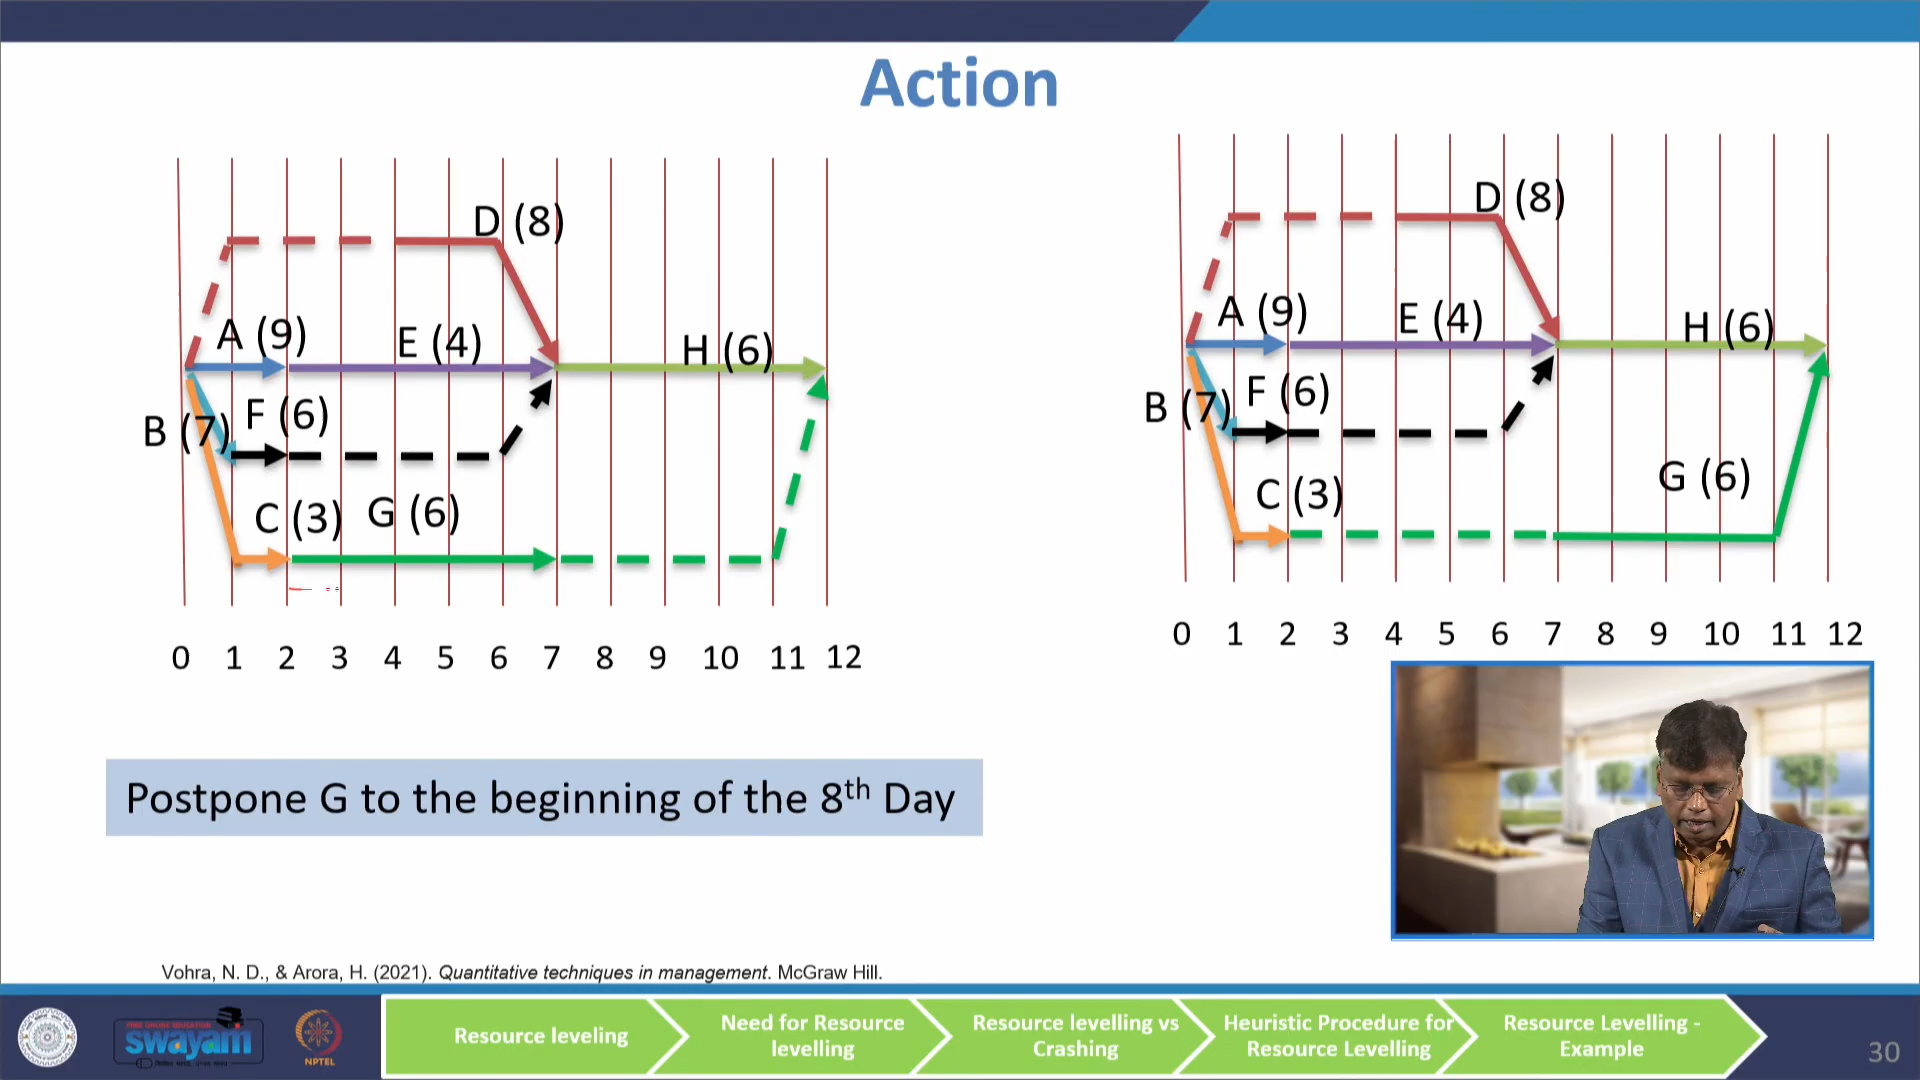 Action
D (8)
A (9)
E (4)
H (6)
B (7)
F (6)
C (3)
G (6)
0 1 2 3 4 5 6 7 8 9 10 11 12
D (8)
A (9)
E (4)
H (6)
B (7)
F (6)
C (3)
G (6)
0 1 2 3 4 5 6 7 8 9 10 11 12
Postpone G to the beginning of the 8th Day
Vohra, N. D., & Arora, H. (2021). Quantitative techniques in management. McGraw Hill.
FREE ONLINE EDUCATION
swayam
NPTEL
Resource leveling
Need for Resource
levelling
Resource levelling vs
Crashing
Heuristic Procedure for
Resource Levelling
Resource Levelling -
Example
30